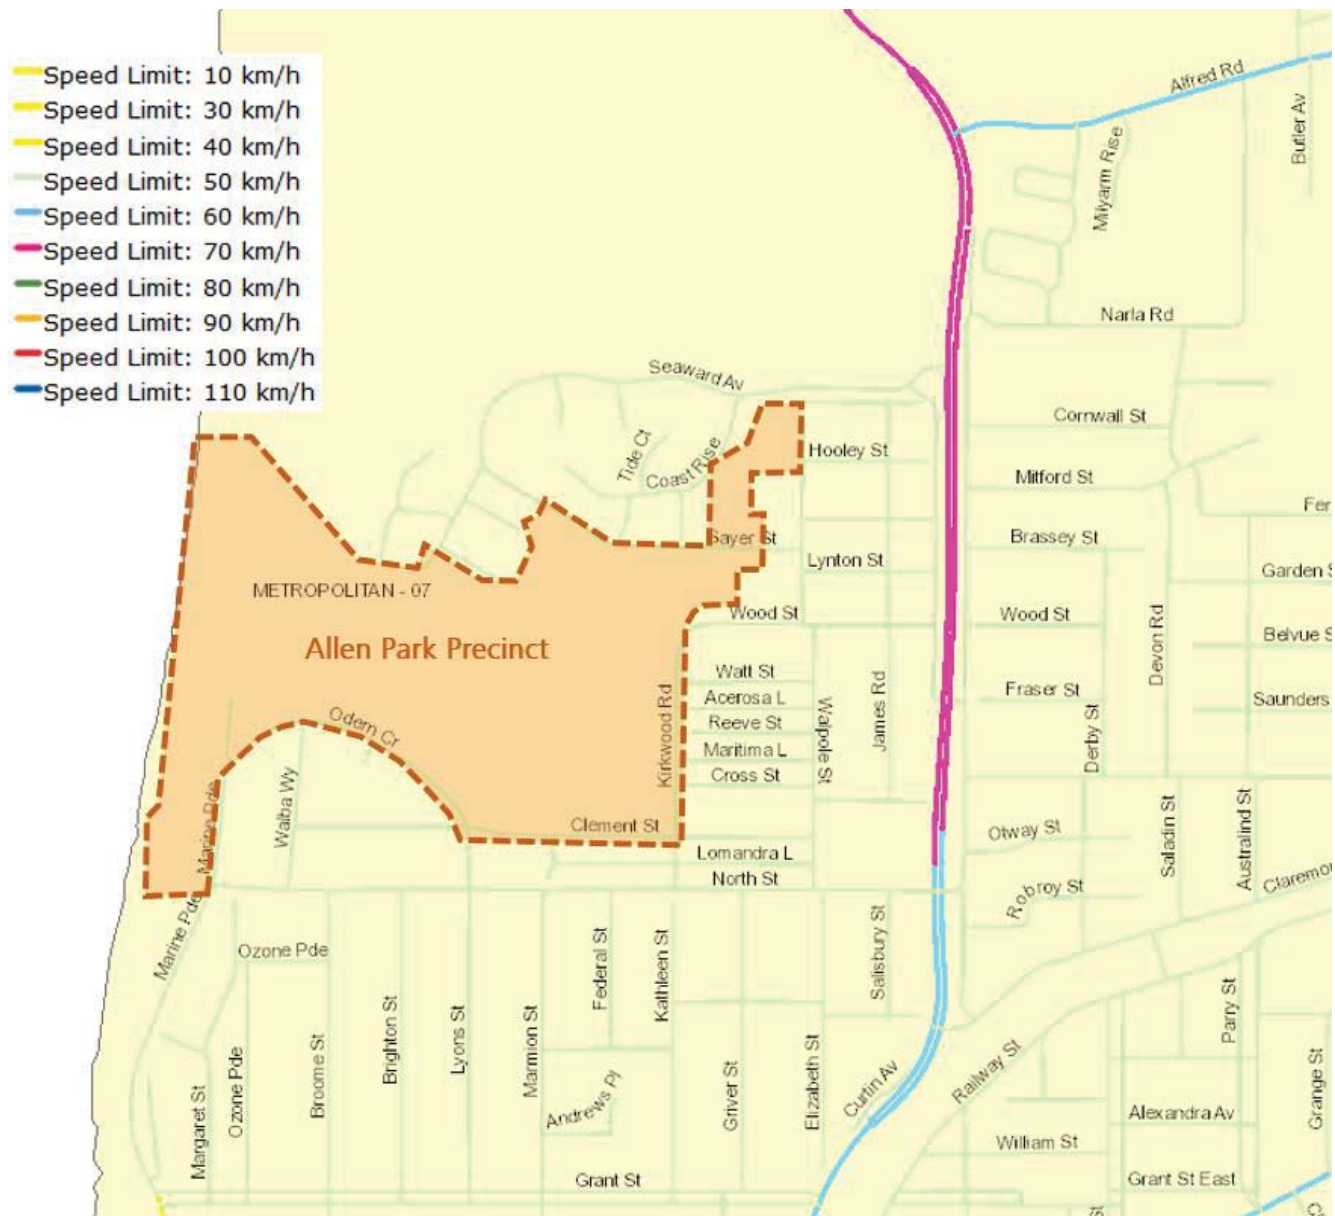 Speed Limit: 10 km/h
Speed Limit: 30 km/h
Speed Limit: 40 km/h
Speed Limit: 50 km/h
Speed Limit: 60 km/h
Speed Limit: 70 km/h
Speed Limit: 80 km/h
Speed Limit: 90 km/h
Speed Limit: 100 km/h
Speed Limit: 110 km/h
Alfred Rd
Butler Av
Milyarm Rise
Narla Rd
Seaward Av
Cornwall St
Tide Ct
Coast Rise
Hooley St
Mitford St
Fer
Sayer St
Brassey St
Lynton St
Garden S
METROPOLITAN - 07
Wood St
Wood St
Devon Rd
Belvue S
Allen Park Precinct
Watt St
Acerosa L
Reeve St
Maritima L
Cross St
Kirkwood Rd
Walpole St
James Rd
Fraser St
Derby St
Saunders
Odern Cr
Walba Wy
Marine Pde
Clement St
Otway St
Saladin St
Australind St
Lomandra L
North St
Robroy St
Claremon
Marine Pde
Ozone Pde
Federal St
Kathleen St
Salisbury St
Parry St
Brighton St
Lyons St
Marmion St
Broome St
Ozone Pde
Margaret St
Andrews Pl
Griver St
Elizabeth St
Curtin Av
Railway St
Grange St
Alexandra Av
William St
Grant St
Grant St East
St